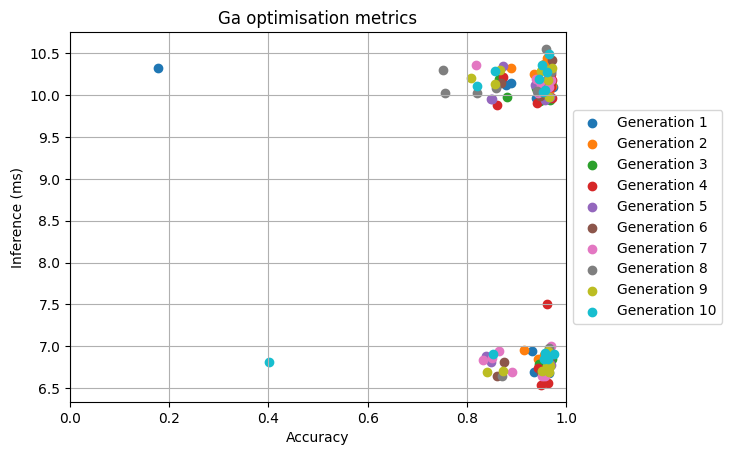 Ga optimisation metrics
Inference (ms)
10.5
10.0
9.5
9.0
8.5
8.0
7.5
7.0
6.5
0.0 0.2 0.4 0.6 0.8 1.0
Accuracy
Generation 1
Generation 2
Generation 3
Generation 4
Generation 5
Generation 6
Generation 7
Generation 8
Generation 9
Generation 10